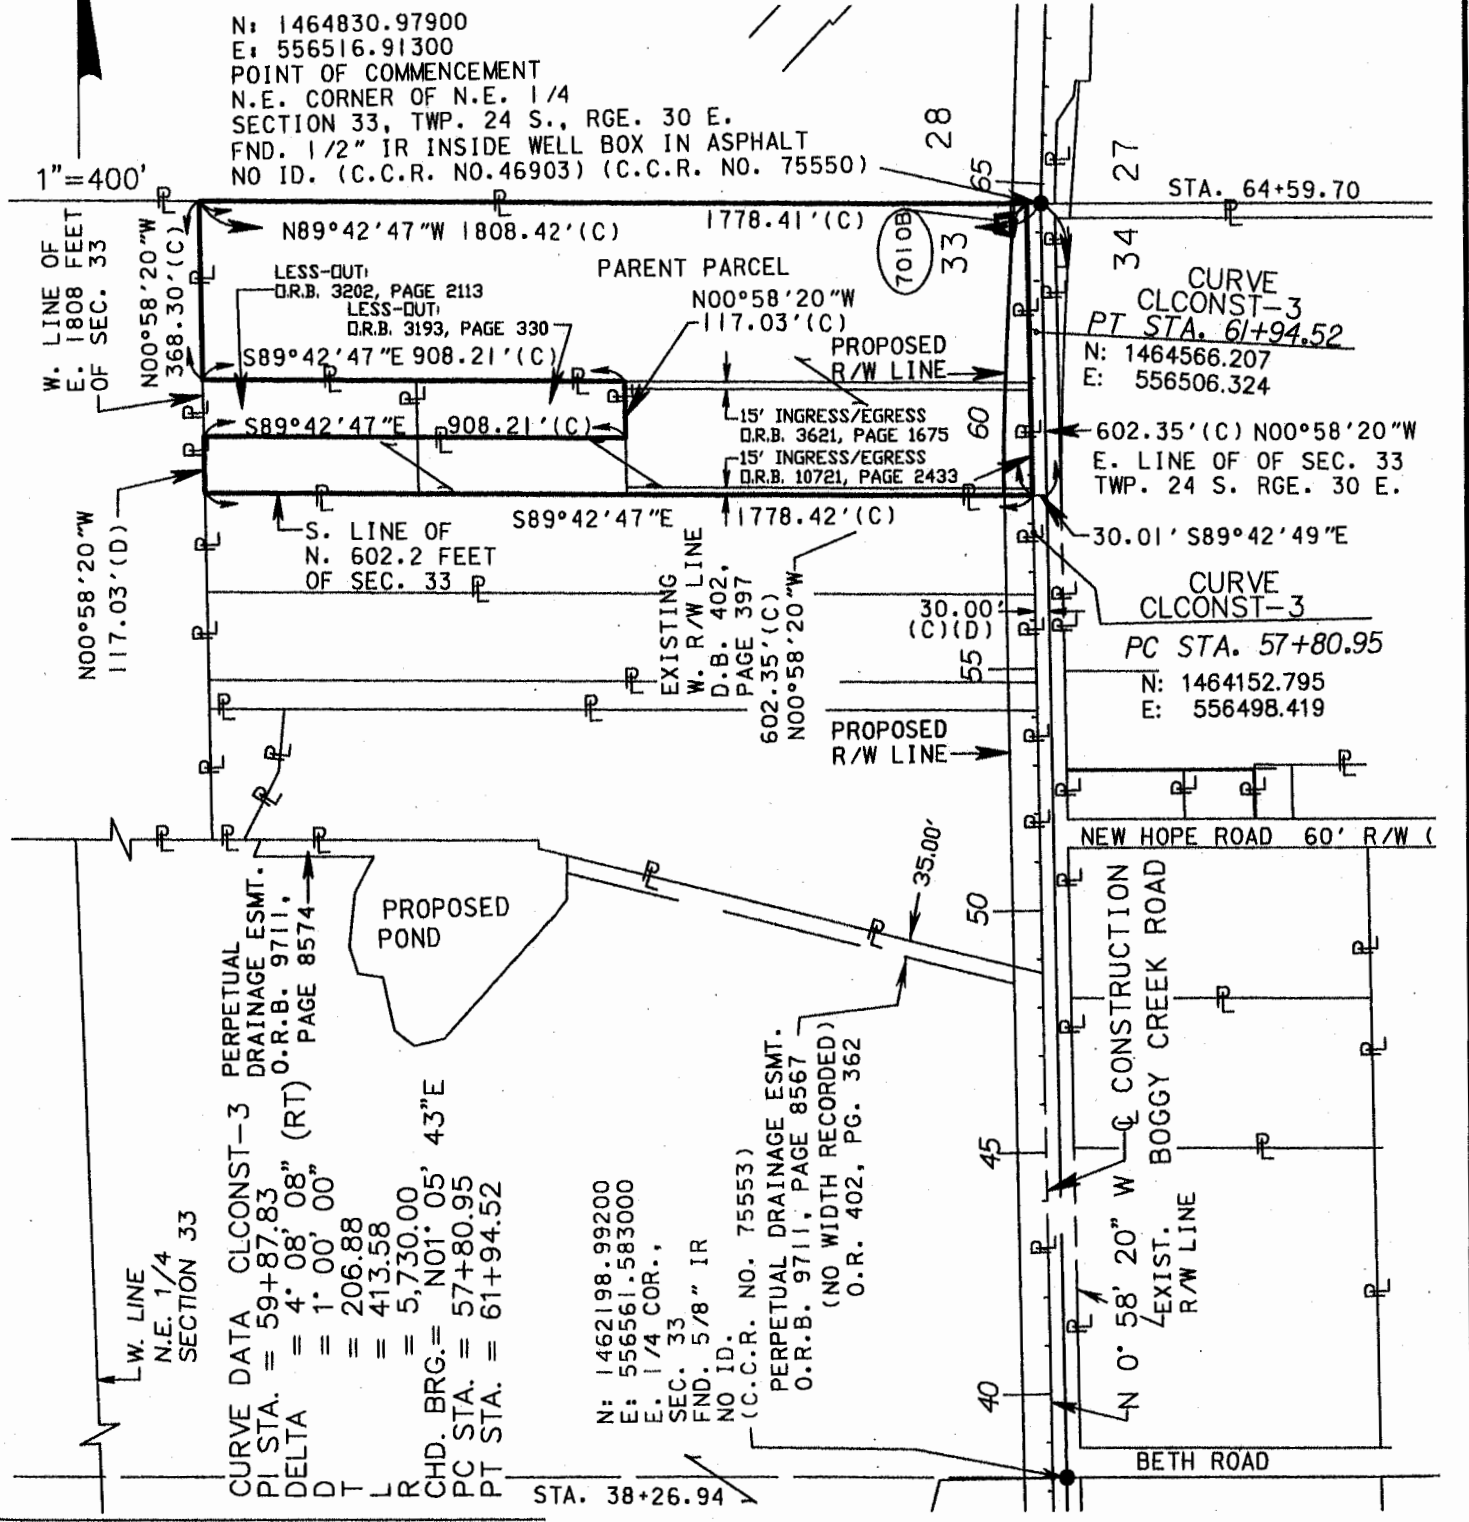 N: 1464830.97900
E: 556516.91300
POINT OF COMMENCEMENT
N.E. CORNER OF N.E. 1/4
SECTION 33, TWP. 24 S., RGE. 30 E.
FND. 1/2" IR INSIDE WELL BOX IN ASPHALT
NO ID. (C.C.R. NO.46903) (C.C.R. NO. 75550)
1"=400'
28
27
65
STA. 64+59.70
N89°42'47"W 1808.42'(C)
1778.41'(C)
7010B
33
34
W. LINE OF
E. 1808 FEET
OF SEC. 33
N00°58'20"W
368.30'(C)
LESS-OUT:
O.R.B. 3202, PAGE 2113
LESS-OUT:
O.R.B. 3193, PAGE 330
PARENT PARCEL
N00°58'20"W
117.03'(C)
PROPOSED
R/W LINE
CURVE
CLCONST-3
PT STA. 61+94.52
N: 1464566.207
E: 556506.324
S89°42'47"E 908.21'(C)
S89°42'47"E 908.21'(C)
15' INGRESS/EGRESS
O.R.B. 3621, PAGE 1675
15' INGRESS/EGRESS
O.R.B. 10721, PAGE 2433
60
602.35'(C) N00°58'20"W
E. LINE OF OF SEC. 33
TWP. 24 S. RGE. 30 E.
N00°58'20"W
117.03'(D)
S. LINE OF
N. 602.2 FEET
OF SEC. 33
S89°42'47"E 1778.42'(C)
30.01' S89°42'49"E
EXISTING
W. R/W LINE
D.B. 402,
PAGE 397
602.35'(C)
N00°58'20"W
30.00'
(C)(D)
55
CURVE
CLCONST-3
PC STA. 57+80.95
N: 1464152.795
E: 556498.419
PROPOSED
R/W LINE
NEW HOPE ROAD 60' R/W (
PERPETUAL
DRAINAGE ESMT.
O.R.B. 9711,
PAGE 8574
PROPOSED
POND
35.00'
50
℄ CONSTRUCTION
BOGGY CREEK ROAD
45
W. LINE
N.E. 1/4
SECTION 33
CURVE DATA CLCONST-3
PI STA. = 59+87.83
DELTA = 4° 08' 08" (RT)
D = 1° 00' 00"
T = 206.88
L = 413.58
R = 5,730.00
CHD. BRG.= N01° 05' 43"E
PC STA. = 57+80.95
PT STA. = 61+94.52
N: 1462198.99200
E: 556561.583000
E. 1/4 COR.,
SEC. 33
FND. 5/8" IR
NO ID.
(C.C.R. NO. 75553)
PERPETUAL DRAINAGE ESMT.
O.R.B. 9711, PAGE 8567
(NO WIDTH RECORDED)
O.R. 402, PG. 362
40
N 0° 58' 20" W
EXIST.
R/W LINE
BETH ROAD
STA. 38+26.94